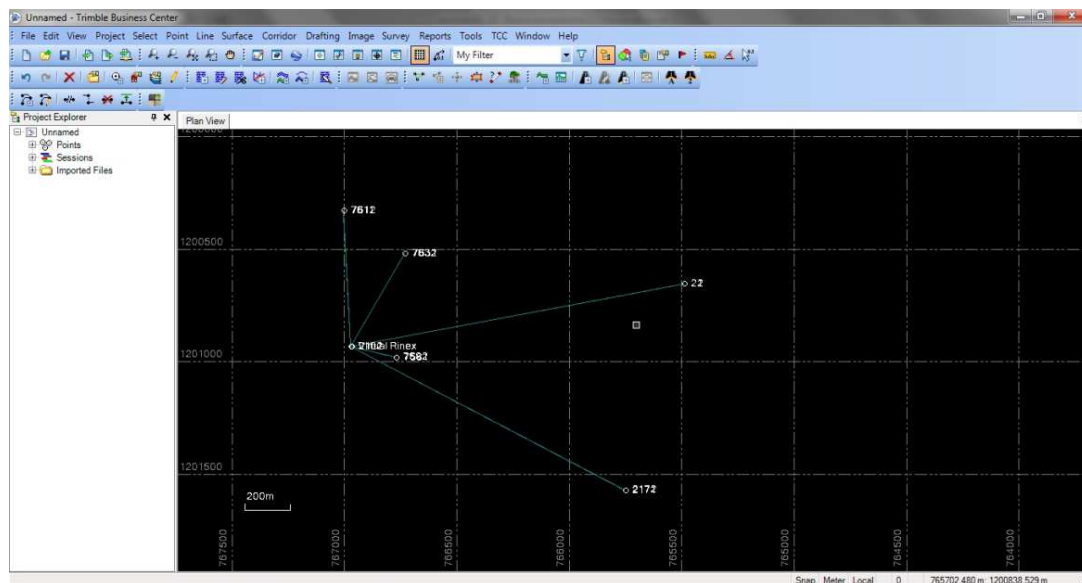 Unnamed - Trimble Business Center
File Edit View Project Select Point Line Surface Corridor Drafting Image Survey Reports Tools TCC Window Help
My Filter
Project Explorer
Plan View
Unnamed
Points
Sessions
Imported Files
7612
1200500
7632
22
Rinex
1201000
7582
1201500
2172
200m
767500
767000
766500
766000
765500
765000
764500
764000
Snap Meter Local 0 765702.480 m; 1200838.529 m